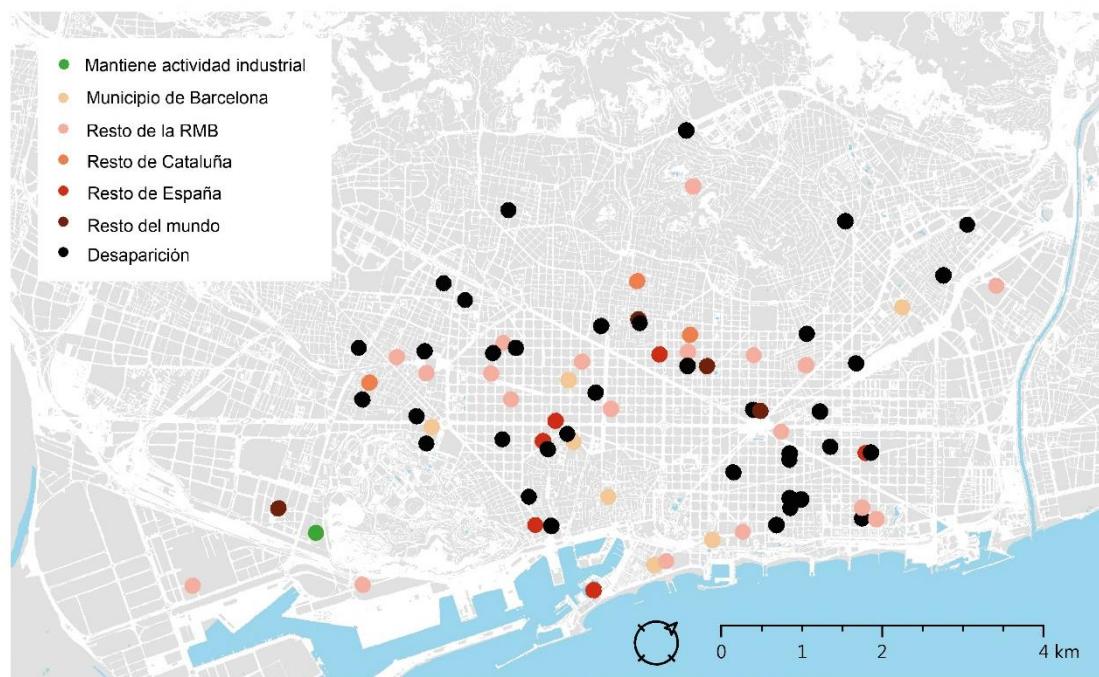 Mantiene actividad industrial
Municipio de Barcelona
Resto de la RMB
Resto de Cataluña
Resto de España
Resto del mundo
Desaparición
0 1 2 4 km